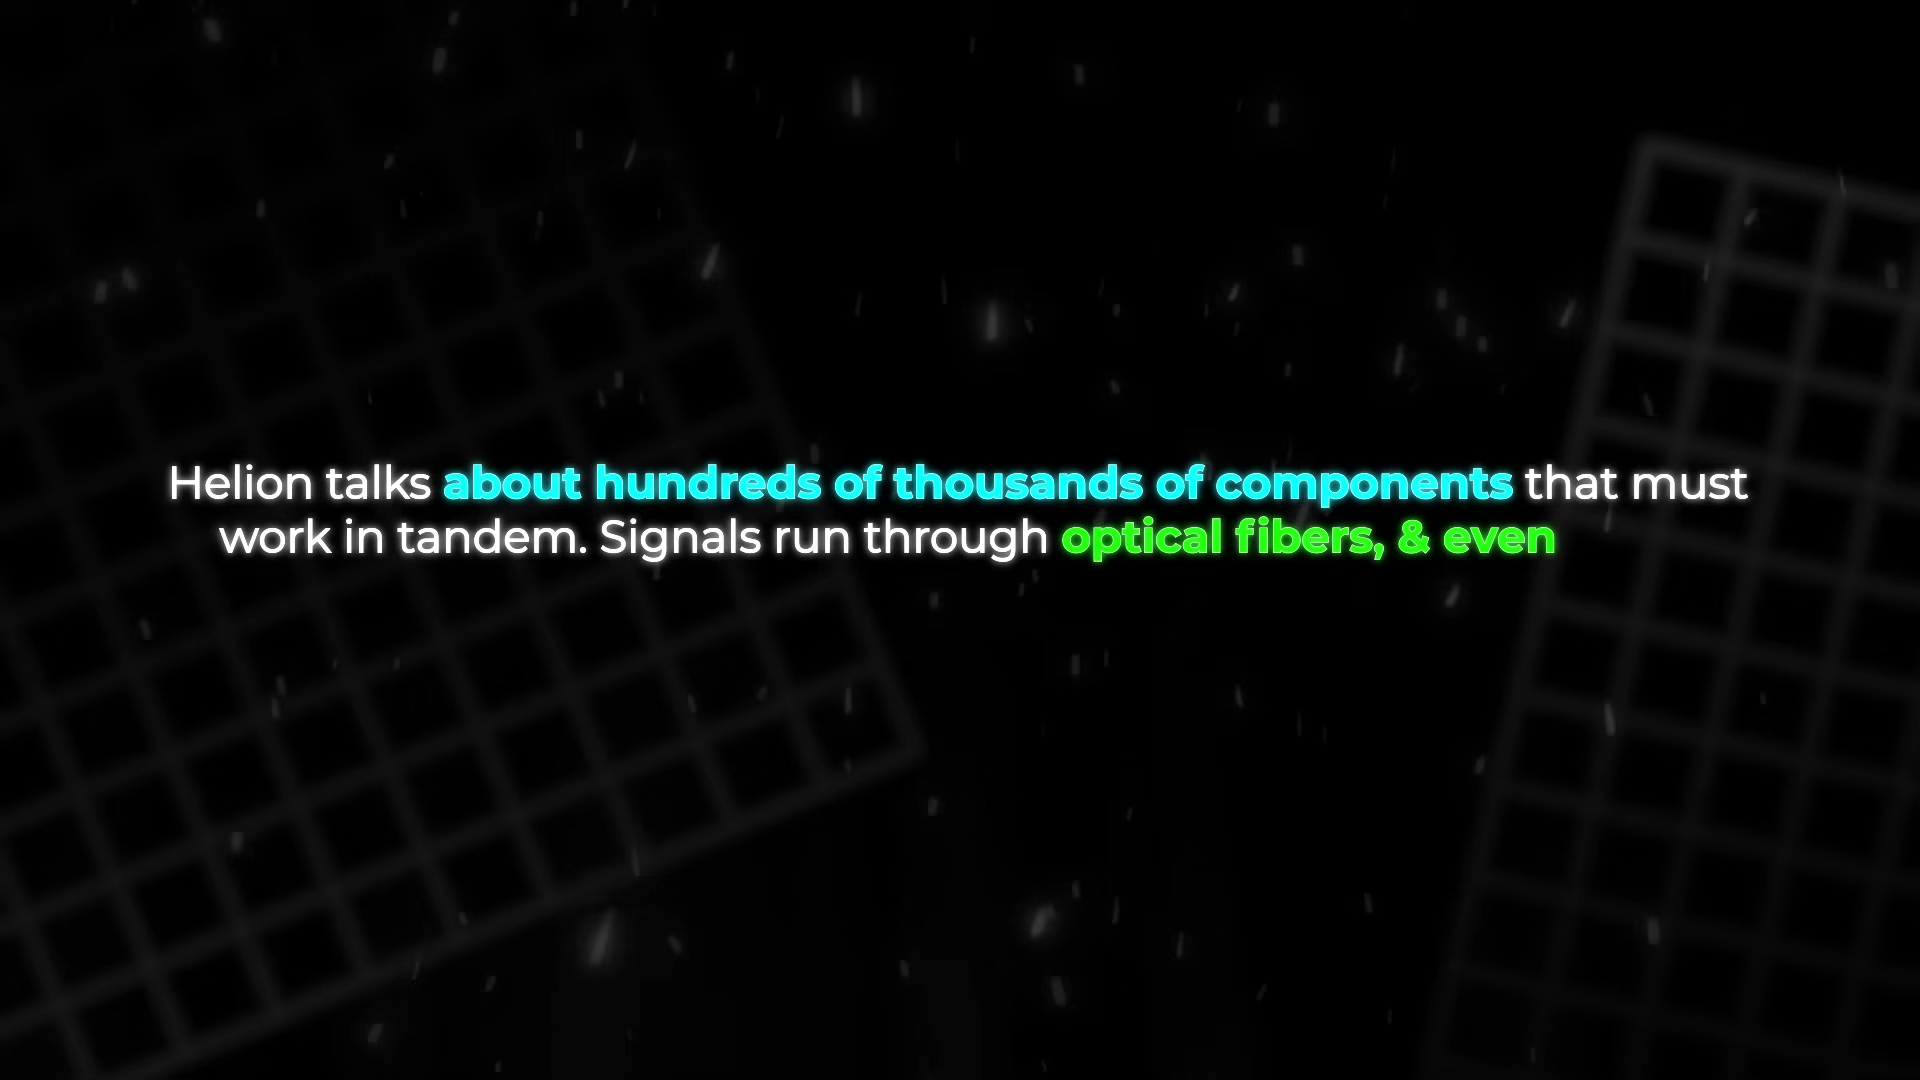 Helion talks about hundreds of thousands of components that must
work in tandem. Signals run through optical fibers, & even